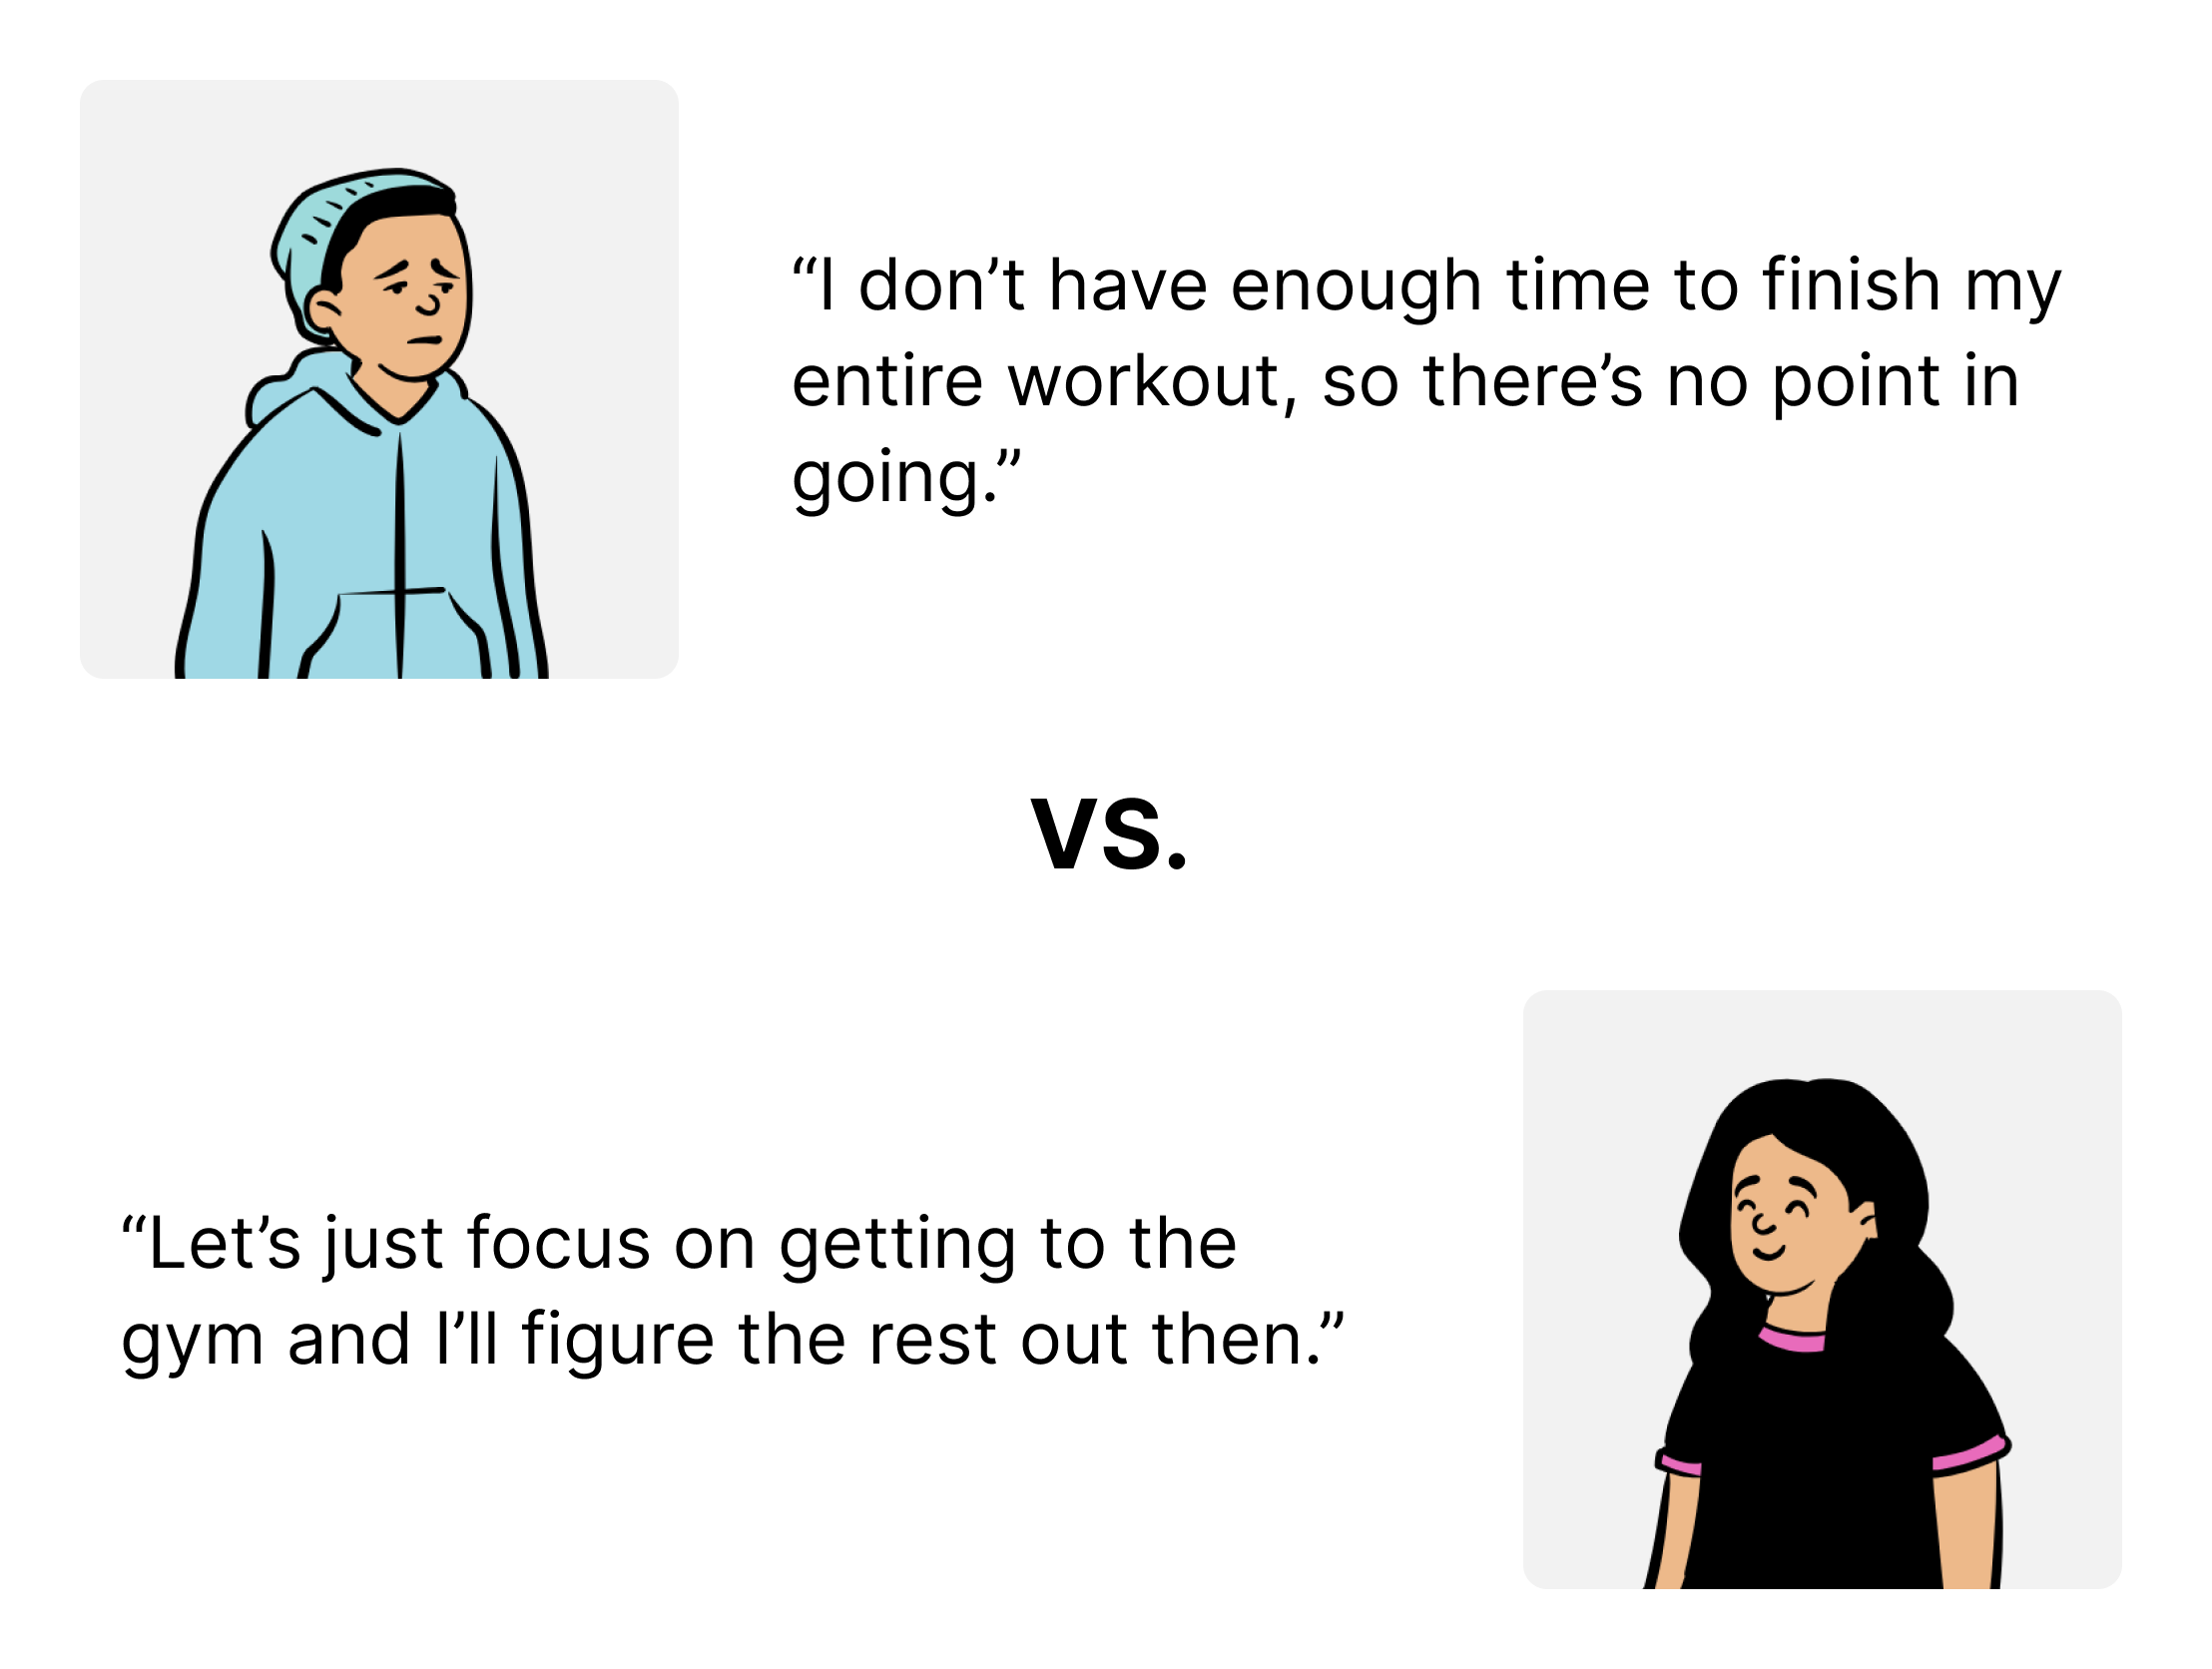 “I don’t have enough time to finish my
entire workout, so there’s no point in
going.”
vs.
“Let’s just focus on getting to the
gym and I’ll figure the rest out then.”